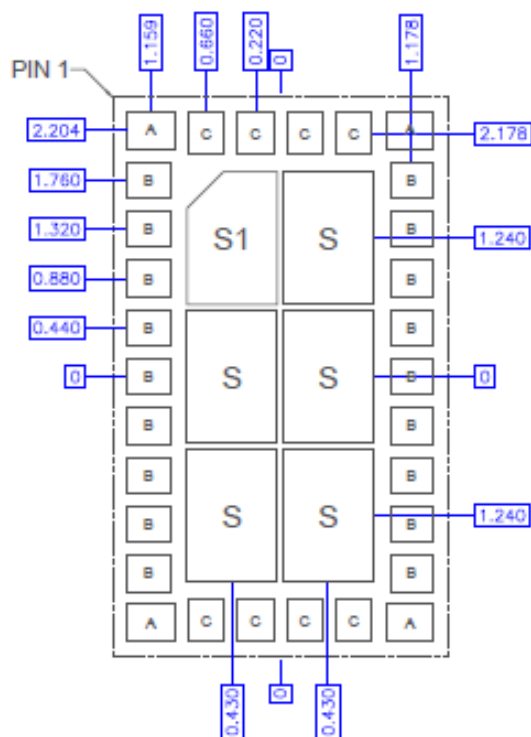 1.159 0.660 0.220 0 1.178
PIN 1
2.204 A C C C C A 2.178
1.760 B B
1.320 B S1 S B 1.240
0.880 B B
0.440 B B
0 B S S B 0
B B
B B
B S S B 1.240
B B
A C C C C A
0.430 0 0.430